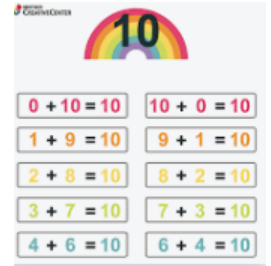 CREATIVECENTER
10
0 + 10 = 10
10 + 0 = 10
1 + 9 = 10
9 + 1 = 10
2 + 8 = 10
8 + 2 = 10
3 + 7 = 10
7 + 3 = 10
4 + 6 = 10
6 + 4 = 10